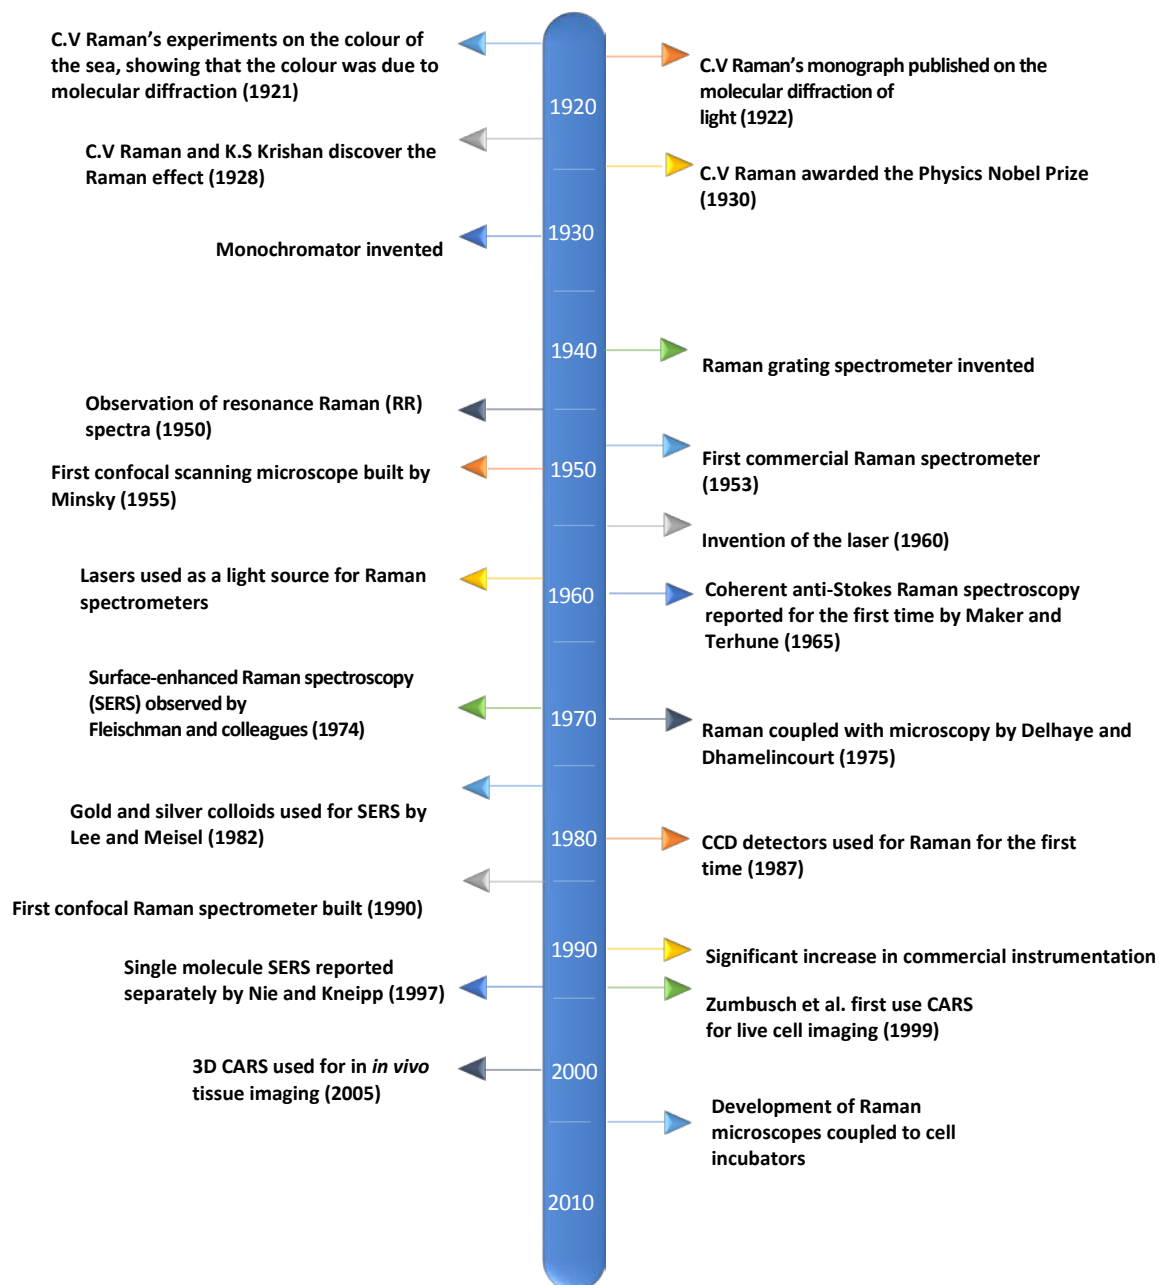 C.V Raman's experiments on the colour of
the sea, showing that the colour was due to
molecular diffraction (1921)
C.V Raman's monograph published on the
molecular diffraction of
light (1922)
1920
C.V Raman and K.S Krishan discover the
Raman effect (1928)
C.V Raman awarded the Physics Nobel Prize
(1930)
1930
Monochromator invented
1940
Raman grating spectrometer invented
Observation of resonance Raman (RR)
spectra (1950)
First commercial Raman spectrometer
(1953)
1950
First confocal scanning microscope built by
Minsky (1955)
Invention of the laser (1960)
Lasers used as a light source for Raman
spectrometers
1960
Coherent anti-Stokes Raman spectroscopy
reported for the first time by Maker and
Terhune (1965)
Surface-enhanced Raman spectroscopy
(SERS) observed by
Fleischman and colleagues (1974)
1970
Raman coupled with microscopy by Delhaye and
Dhamelincourt (1975)
Gold and silver colloids used for SERS by
Lee and Meisel (1982)
1980
CCD detectors used for Raman for the first
time (1987)
First confocal Raman spectrometer built (1990)
1990
Significant increase in commercial instrumentation
Single molecule SERS reported
separately by Nie and Kneipp (1997)
Zumbusch et al. first use CARS
for live cell imaging (1999)
3D CARS used for in in vivo
tissue imaging (2005)
2000
Development of Raman
microscopes coupled to cell
incubators
2010